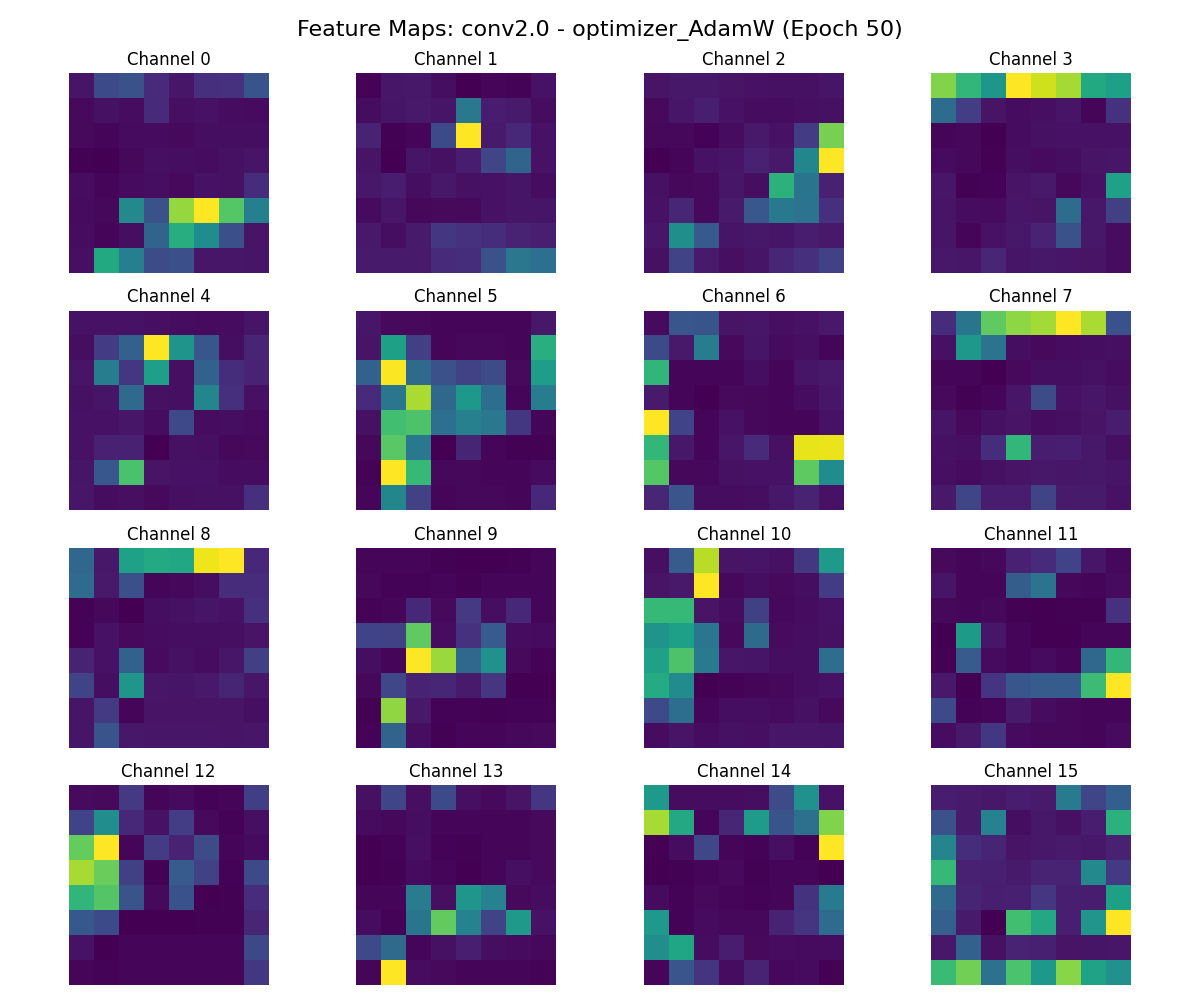 Feature Maps: conv2.0 - optimizer_AdamW (Epoch 50)
Channel 0
Channel 1
Channel 2
Channel 3
Channel 4
Channel 5
Channel 6
Channel 7
Channel 8
Channel 9
Channel 10
Channel 11
Channel 12
Channel 13
Channel 14
Channel 15